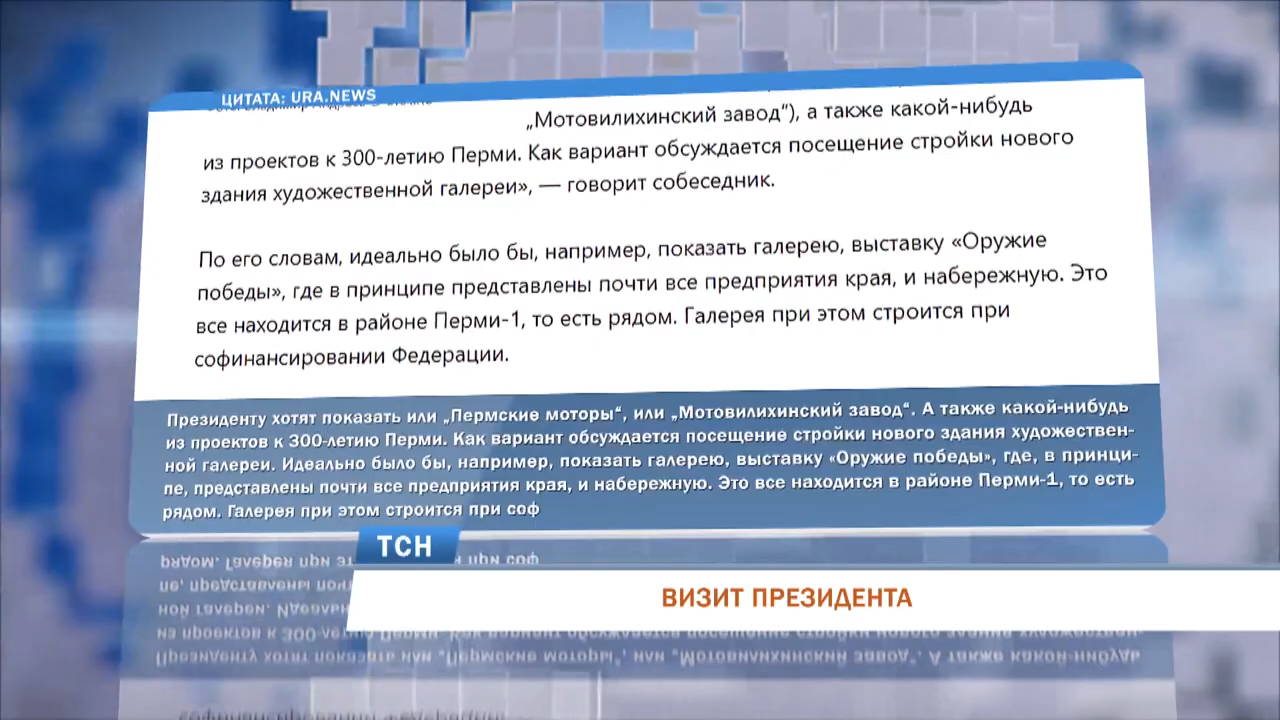 ЦИТАТА: URA.NEWS
„Мотовилихинский завод“), а также какой-нибудь
из проектов к 300-летию Перми. Как вариант обсуждается посещение стройки нового
здания художественной галереи», — говорит собеседник.
По его словам, идеально было бы, например, показать галерею, выставку «Оружие
победы», где в принципе представлены почти все предприятия края, и набережную. Это
все находится в районе Перми-1, то есть рядом. Галерея при этом строится при
софинансировании Федерации.
Президенту хотят показать или „Пермские моторы“, или „Мотовилихинский завод“. А также какой-нибудь
из проектов к 300-летию Перми. Как вариант обсуждается посещение стройки нового здания художествен-
ной галереи. Идеально было бы, например, показать галерею, выставку «Оружие победы», где, в принци-
пе, представлены почти все предприятия края, и набережную. Это все находится в районе Перми-1, то есть
рядом. Галерея при этом строится при соф
ТСН
ВИЗИТ ПРЕЗИДЕНТА